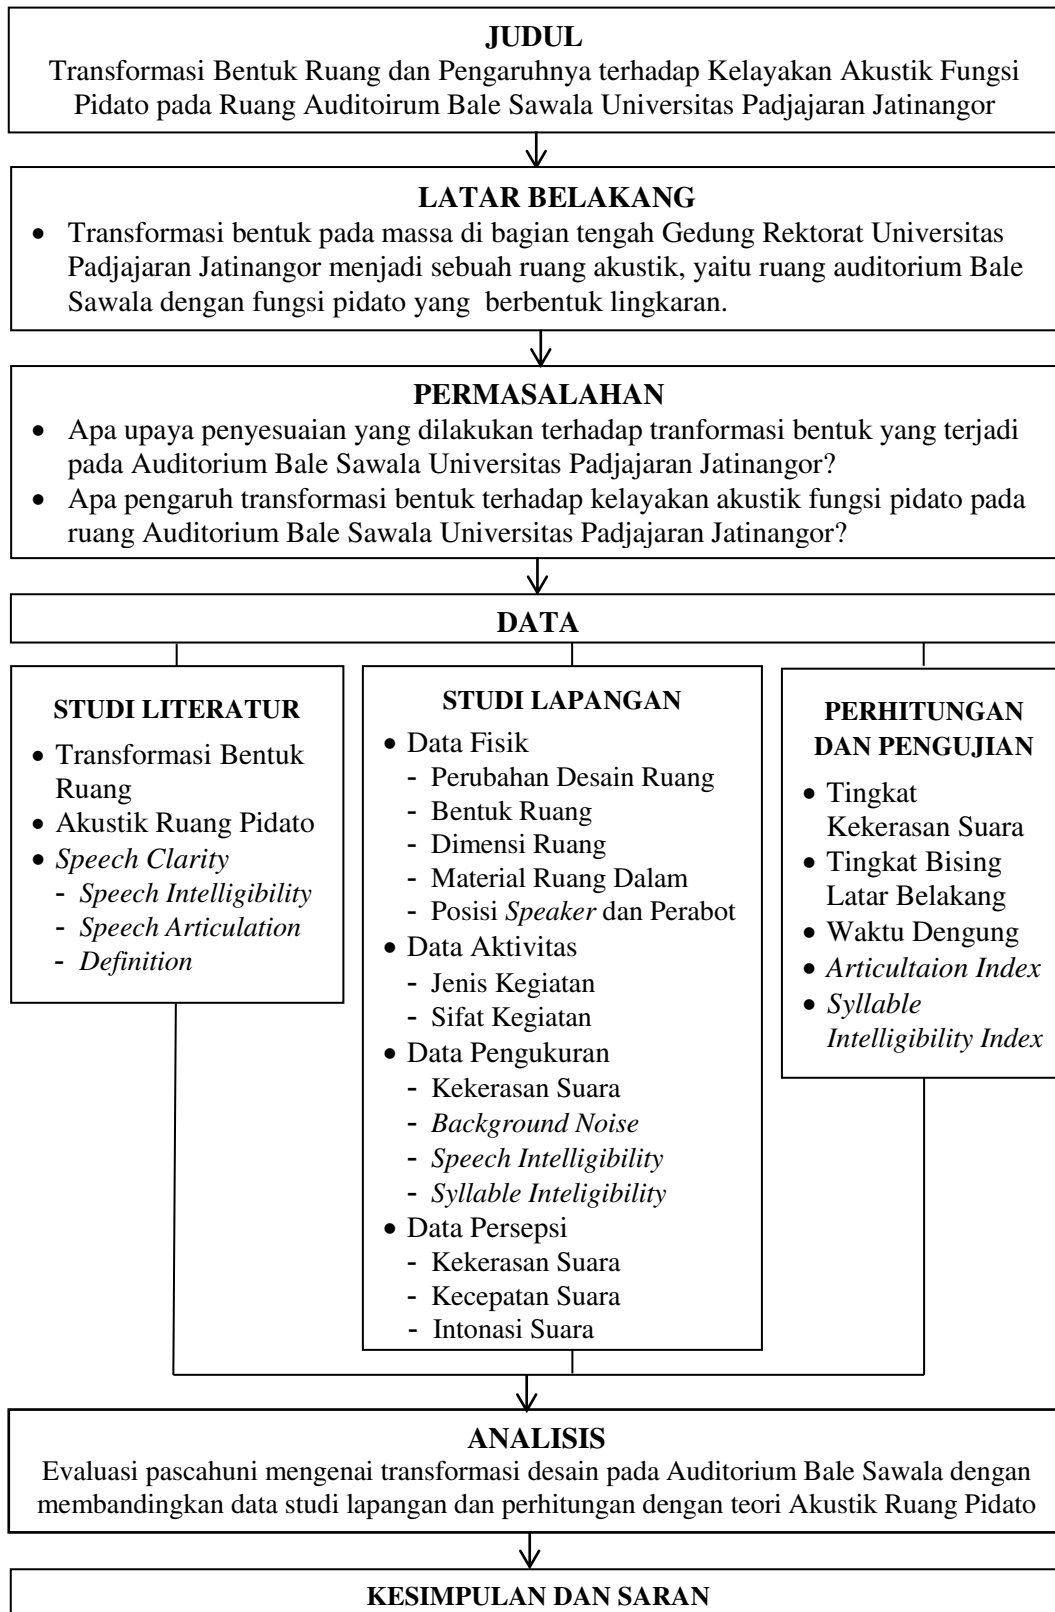 JUDUL
Transformasi Bentuk Ruang dan Pengaruhnya terhadap Kelayakan Akustik Fungsi
Pidato pada Ruang Auditoirum Bale Sawala Universitas Padjajaran Jatinangor
LATAR BELAKANG
• Transformasi bentuk pada massa di bagian tengah Gedung Rektorat Universitas
Padjajaran Jatinangor menjadi sebuah ruang akustik, yaitu ruang auditorium Bale
Sawala dengan fungsi pidato yang berbentuk lingkaran.
PERMASALAHAN
• Apa upaya penyesuaian yang dilakukan terhadap tranformasi bentuk yang terjadi
pada Auditorium Bale Sawala Universitas Padjajaran Jatinangor?
• Apa pengaruh transformasi bentuk terhadap kelayakan akustik fungsi pidato pada
ruang Auditorium Bale Sawala Universitas Padjajaran Jatinangor?
DATA
STUDI LITERATUR
• Transformasi Bentuk
Ruang
• Akustik Ruang Pidato
• Speech Clarity
- Speech Intelligibility
- Speech Articulation
- Definition
STUDI LAPANGAN
• Data Fisik
- Perubahan Desain Ruang
- Bentuk Ruang
- Dimensi Ruang
- Material Ruang Dalam
- Posisi Speaker dan Perabot
• Data Aktivitas
- Jenis Kegiatan
- Sifat Kegiatan
• Data Pengukuran
- Kekerasan Suara
- Background Noise
- Speech Intelligibility
- Syllable Inteligibility
• Data Persepsi
- Kekerasan Suara
- Kecepatan Suara
- Intonasi Suara
PERHITUNGAN
DAN PENGUJIAN
• Tingkat
Kekerasan Suara
• Tingkat Bising
Latar Belakang
• Waktu Dengung
• Articultaion Index
• Syllable
Intelligibility Index
ANALISIS
Evaluasi pascahuni mengenai transformasi desain pada Auditorium Bale Sawala dengan
membandingkan data studi lapangan dan perhitungan dengan teori Akustik Ruang Pidato
KESIMPULAN DAN SARAN